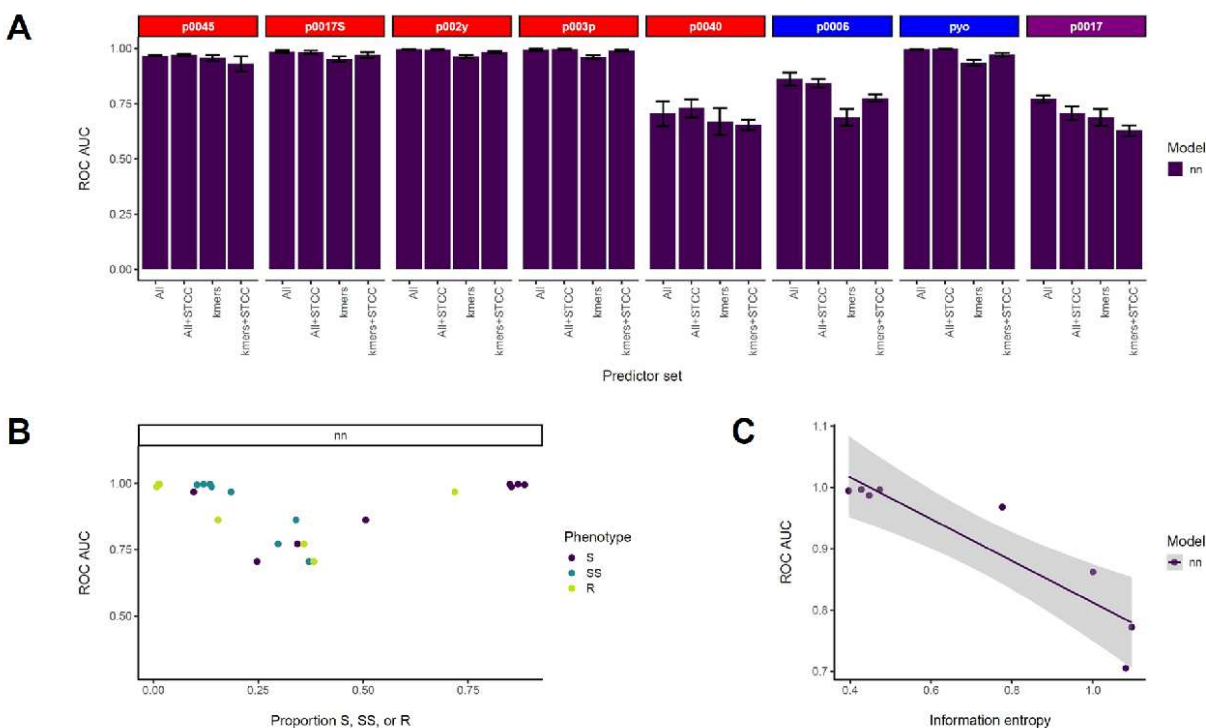 A
p0045 p0017S p002y p003p p0040 p0006 pyo p0017
ROC AUC
1.00
0.75
0.50
0.25
0.00
All All+STCC kmers kmers+STCC All All+STCC kmers kmers+STCC All All+STCC kmers kmers+STCC All All+STCC kmers kmers+STCC All All+STCC kmers kmers+STCC All All+STCC kmers kmers+STCC All All+STCC kmers kmers+STCC All All+STCC kmers kmers+STCC
Predictor set
Model
nn
B
nn
ROC AUC
1.00
0.75
0.50
0.00 0.25 0.50 0.75
Proportion S, SS, or R
Phenotype
S
SS
R
C
ROC AUC
1.1
1.0
0.9
0.8
0.7
0.4 0.6 0.8 1.0
Information entropy
Model
nn